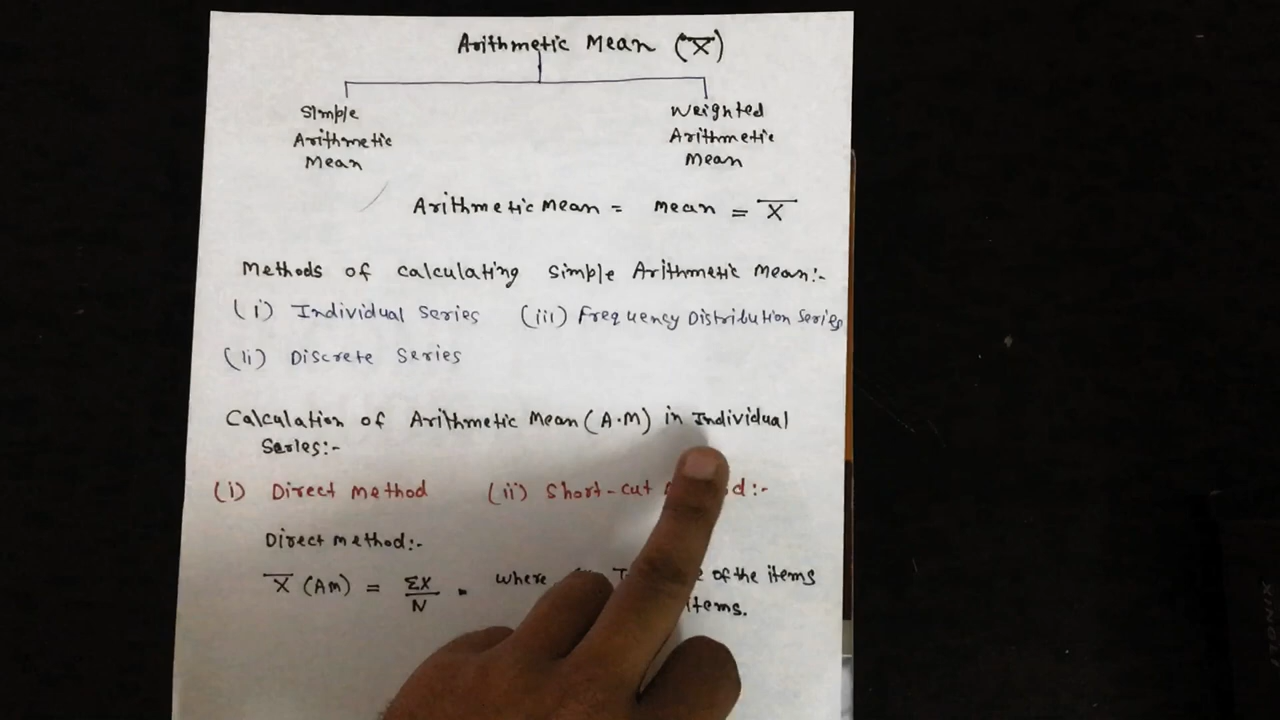 Arithmetic Mean (X̅)
Simple
Arithmetic
Mean
Weighted
Arithmetic
Mean
Arithmetic Mean = Mean = X̅
Methods of calculating Simple Arithmetic Mean:-
(i) Individual Series (iii) Frequency Distribution Series
(ii) Discrete Series
Calculation of Arithmetic Mean (A.M) in Individual
Series:-
(i) Direct Method (ii) Short-cut
Direct method:-
X̅ (AM) = ΣX/N where of the items
items.